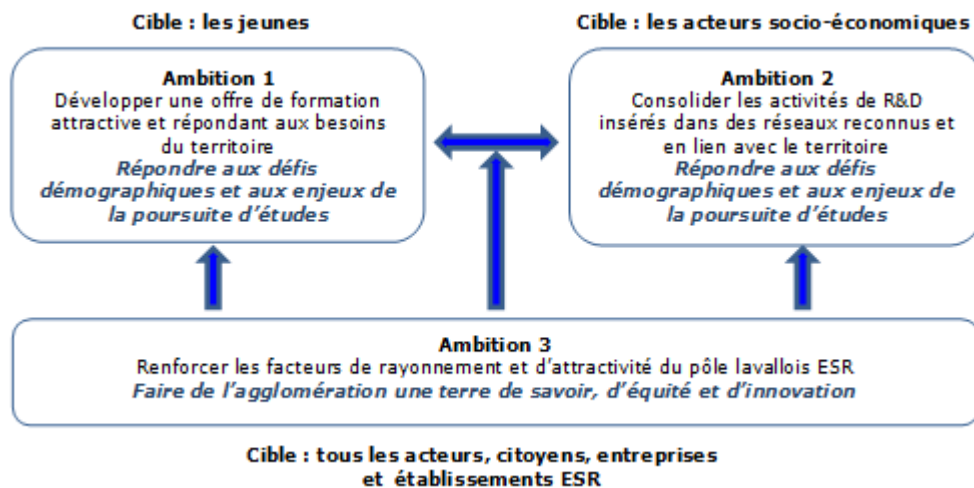 Cible : les jeunes
Ambition 1
Développer une offre de formation
attractive et répondant aux besoins
du territoire
Répondre aux défis
démographiques et aux enjeux de
la poursuite d'études
Cible : les acteurs socio-économiques
Ambition 2
Consolider les activités de R&D
insérés dans des réseaux reconnus et
en lien avec le territoire
Répondre aux défis
démographiques et aux enjeux de
la poursuite d'études
Ambition 3
Renforcer les facteurs de rayonnement et d'attractivité du pôle lavallois ESR
Faire de l'agglomération une terre de savoir, d'équité et d'innovation
Cible : tous les acteurs, citoyens, entreprises
et établissements ESR